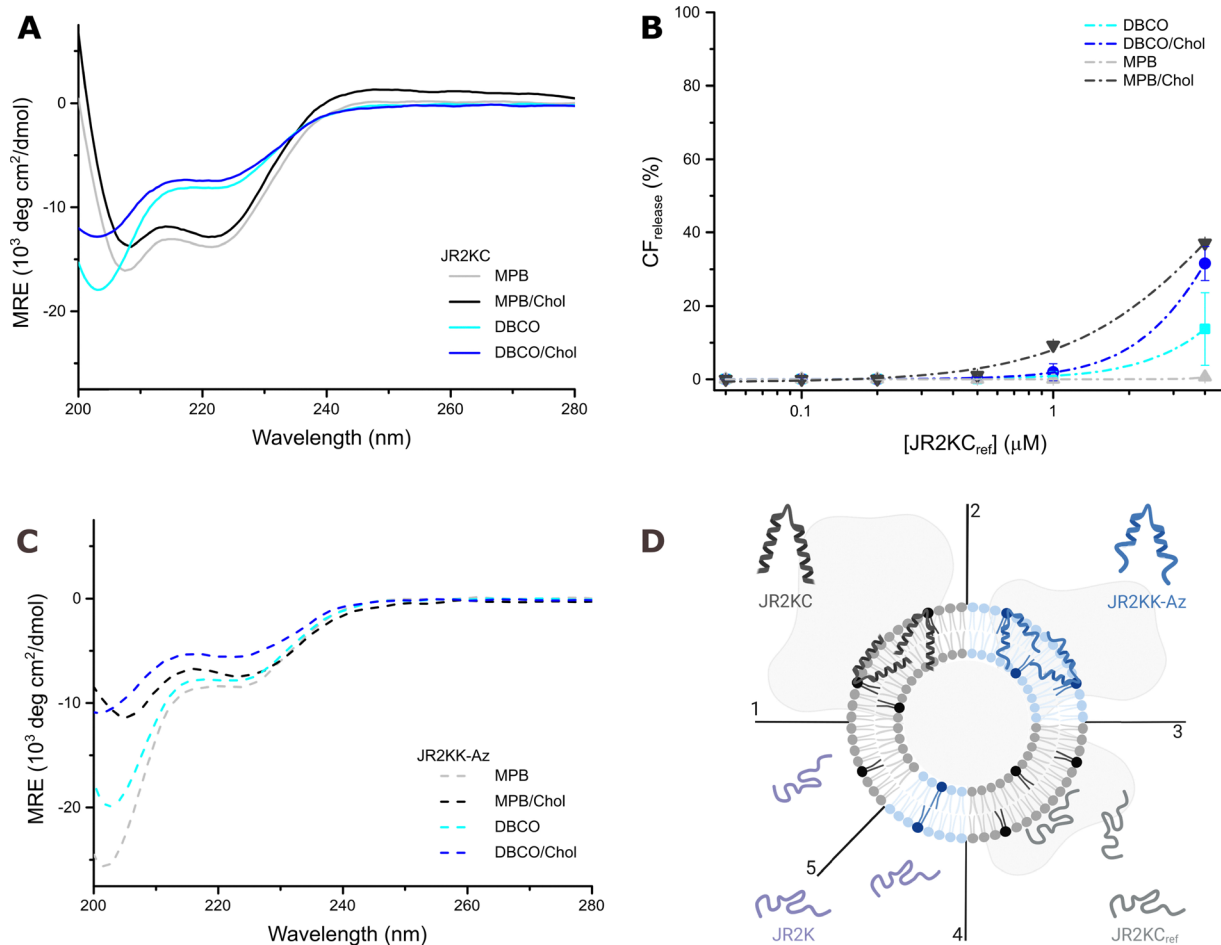 A
MRE (10³ deg cm²/dmol)
0
-10
-20
200
220
240
260
280
Wavelength (nm)
JR2KC
MPB
MPB/Chol
DBCO
DBCO/Chol
B
CFrelease (%)
100
80
60
40
20
0
0.1
1
[JR2KCref] (μM)
DBCO
DBCO/Chol
MPB
MPB/Chol
C
MRE (10³ deg cm²/dmol)
0
-10
-20
200
220
240
260
280
Wavelength (nm)
JR2KK-Az
MPB
MPB/Chol
DBCO
DBCO/Chol
D
2
JR2KC
JR2KK-Az
1
3
5
4
JR2K
JR2KCref